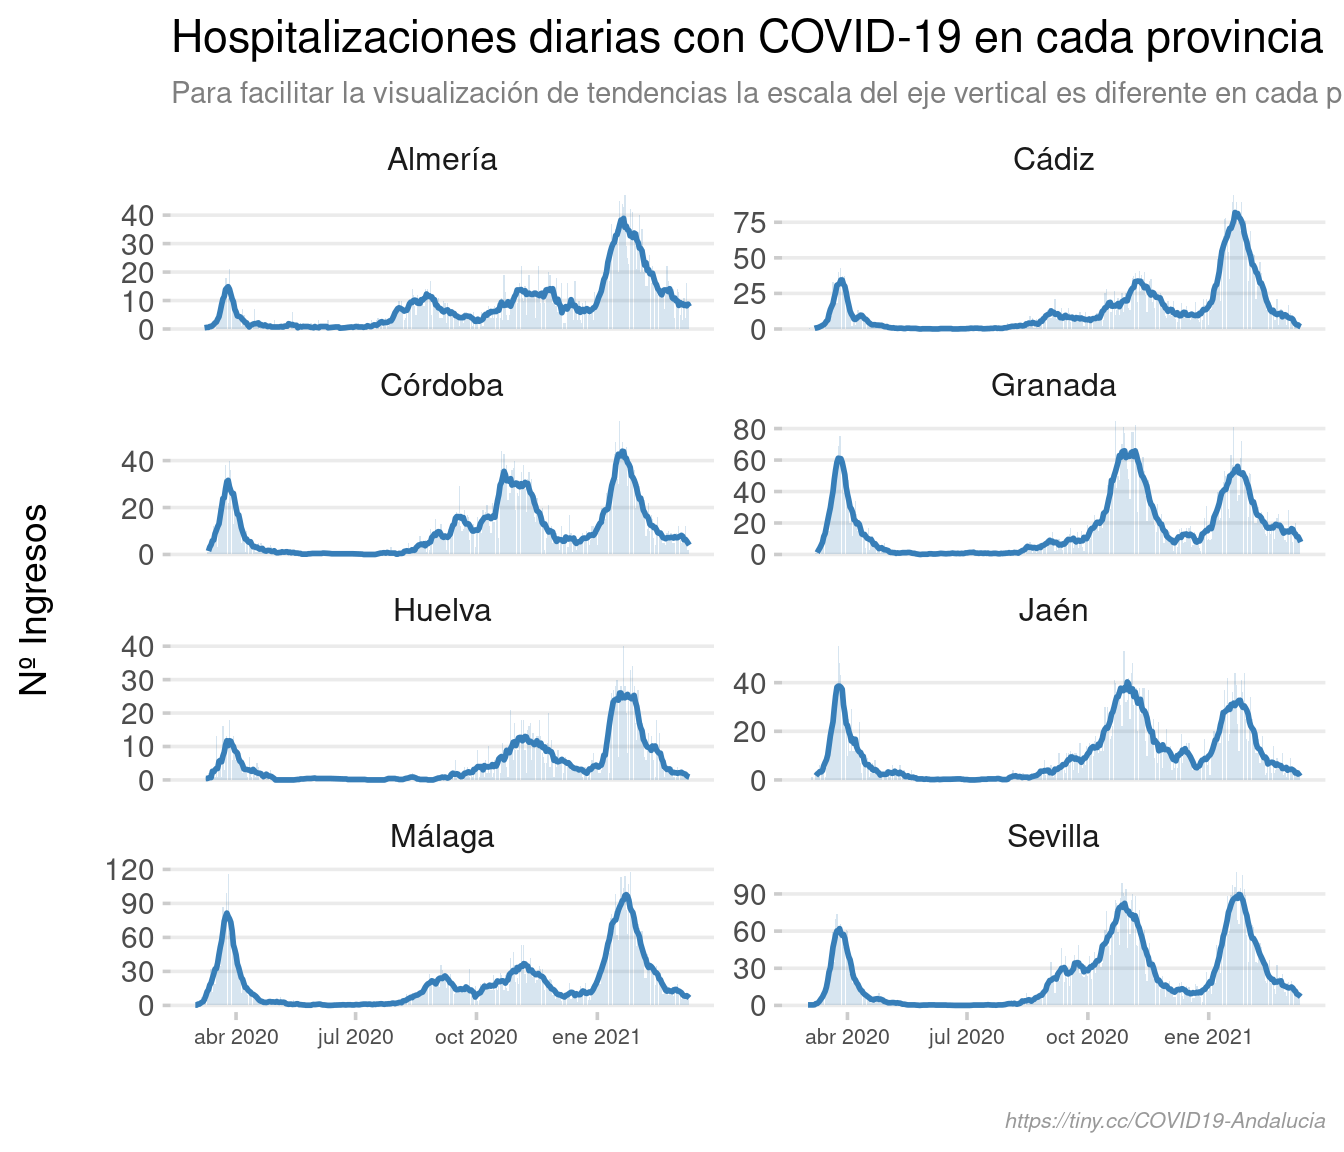 Hospitalizaciones diarias con COVID-19 en cada provincia
Para facilitar la visualización de tendencias la escala del eje vertical es diferente en cada p
Nº Ingresos
Almería
40
30
20
10
0
Cádiz
75
50
25
0
Córdoba
40
20
0
Granada
80
60
40
20
0
Huelva
40
30
20
10
0
Jaén
40
20
0
Málaga
120
90
60
30
0
abr 2020 jul 2020 oct 2020 ene 2021
Sevilla
90
60
30
0
abr 2020 jul 2020 oct 2020 ene 2021
https://tiny.cc/COVID19-Andalucia